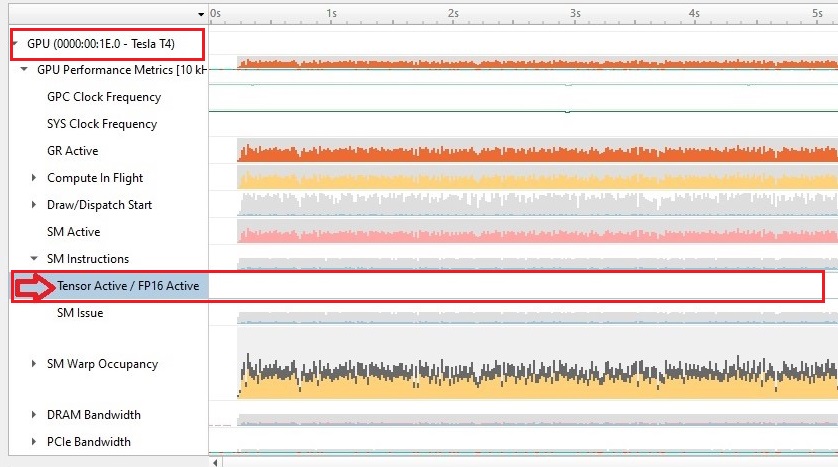 0s 1s 2s 3s 4s 5s
GPU (0000:00:1E.0 - Tesla T4)
GPU Performance Metrics [10 kH
GPC Clock Frequency
SYS Clock Frequency
GR Active
Compute In Flight
Draw/Dispatch Start
SM Active
SM Instructions
Tensor Active / FP16 Active
SM Issue
SM Warp Occupancy
DRAM Bandwidth
PCIe Bandwidth